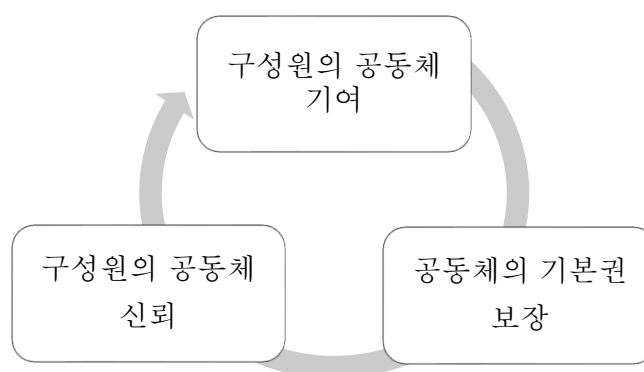 구성원의 공동체
기여
구성원의 공동체
신뢰
공동체의 기본권
보장